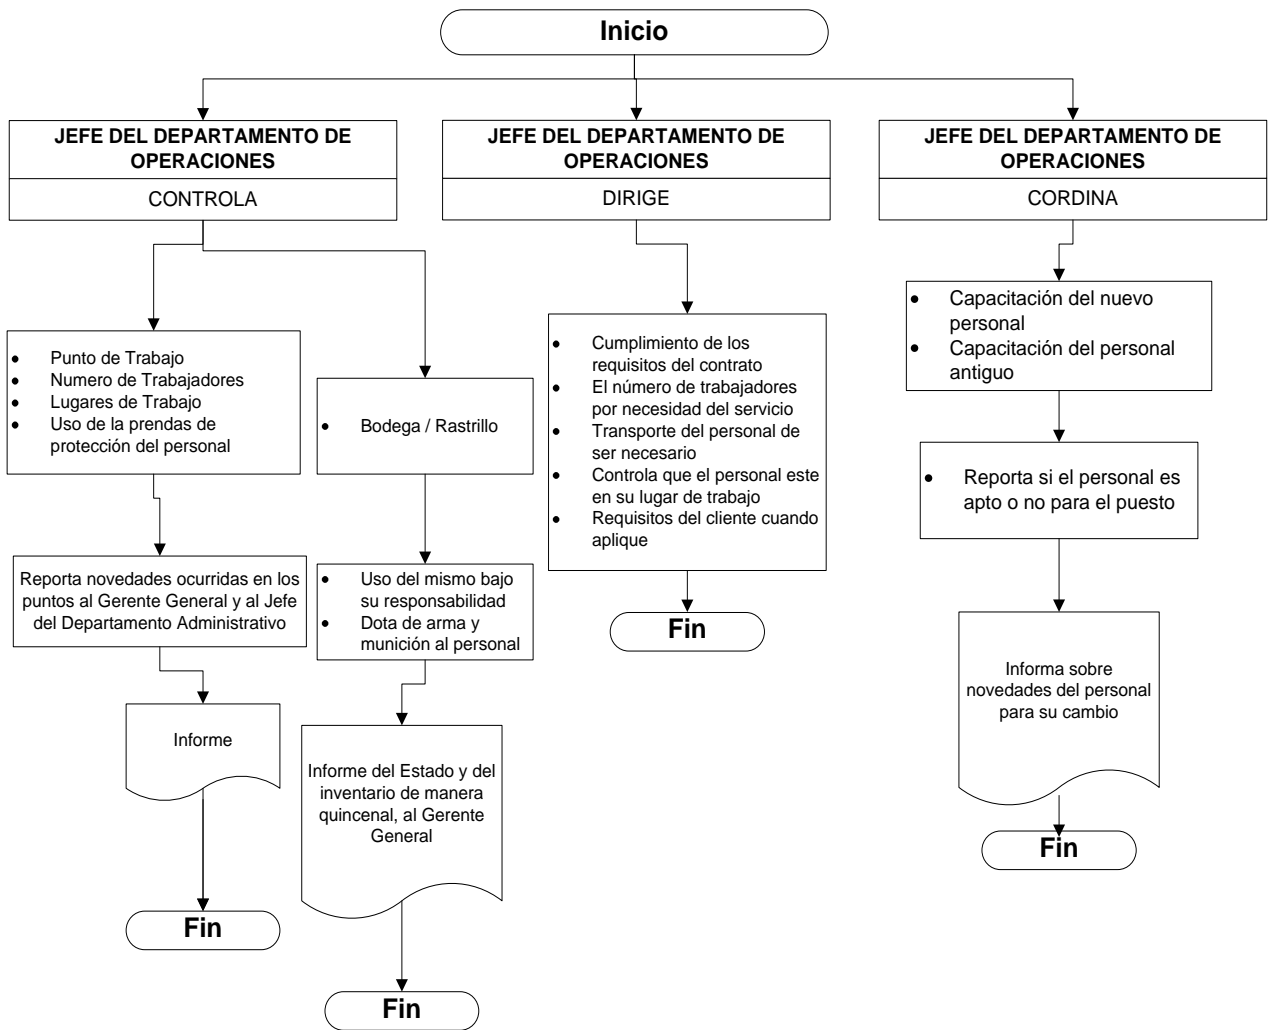 Inicio
JEFE DEL DEPARTAMENTO DE
OPERACIONES
CONTROLA
JEFE DEL DEPARTAMENTO DE
OPERACIONES
DIRIGE
JEFE DEL DEPARTAMENTO DE
OPERACIONES
CORDINA
• Punto de Trabajo
• Numero de Trabajadores
• Lugares de Trabajo
• Uso de la prendas de
protección del personal
Reporta novedades ocurridas en los
puntos al Gerente General y al Jefe
del Departamento Administrativo
Informe
Fin
• Bodega / Rastrillo
• Uso del mismo bajo
su responsabilidad
• Dota de arma y
munición al personal
Informe del Estado y del
inventario de manera
quincenal, al Gerente
General
Fin
• Cumplimiento de los
requisitos del contrato
• El número de trabajadores
por necesidad del servicio
• Transporte del personal de
ser necesario
• Controla que el personal este
en su lugar de trabajo
• Requisitos del cliente cuando
aplique
Fin
• Capacitación del nuevo
personal
• Capacitación del personal
antiguo
• Reporta si el personal es
apto o no para el puesto
Informa sobre
novedades del personal
para su cambio
Fin